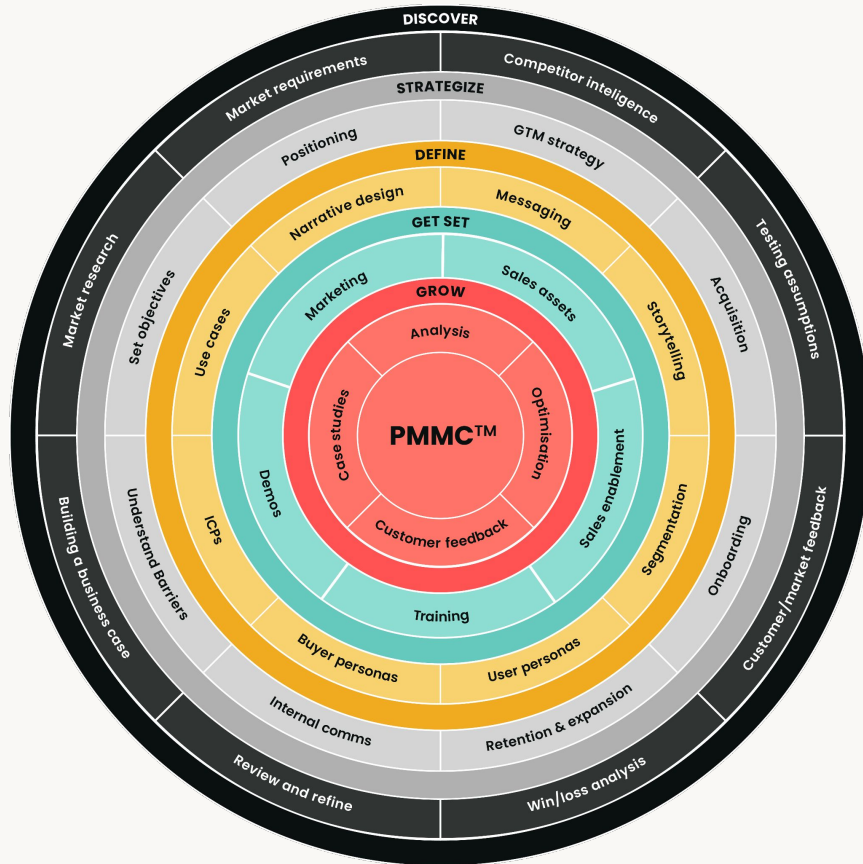 DISCOVER
Market requirements
Competitor inteligence
Testing assumptions
Customer/market feedback
Win/loss analysis
Review and refine
Building a business case
Market research
STRATEGIZE
Positioning
GTM strategy
Acquisition
Onboarding
Retention & expansion
Internal comms
Understand Barriers
Set objectives
DEFINE
Narrative design
Messaging
Storytelling
Segmentation
User personas
Buyer personas
ICPs
Use cases
GET SET
Marketing
Sales assets
Sales enablement
Training
Demos
GROW
Analysis
Optimisation
Customer feedback
Case studies
PMMC™